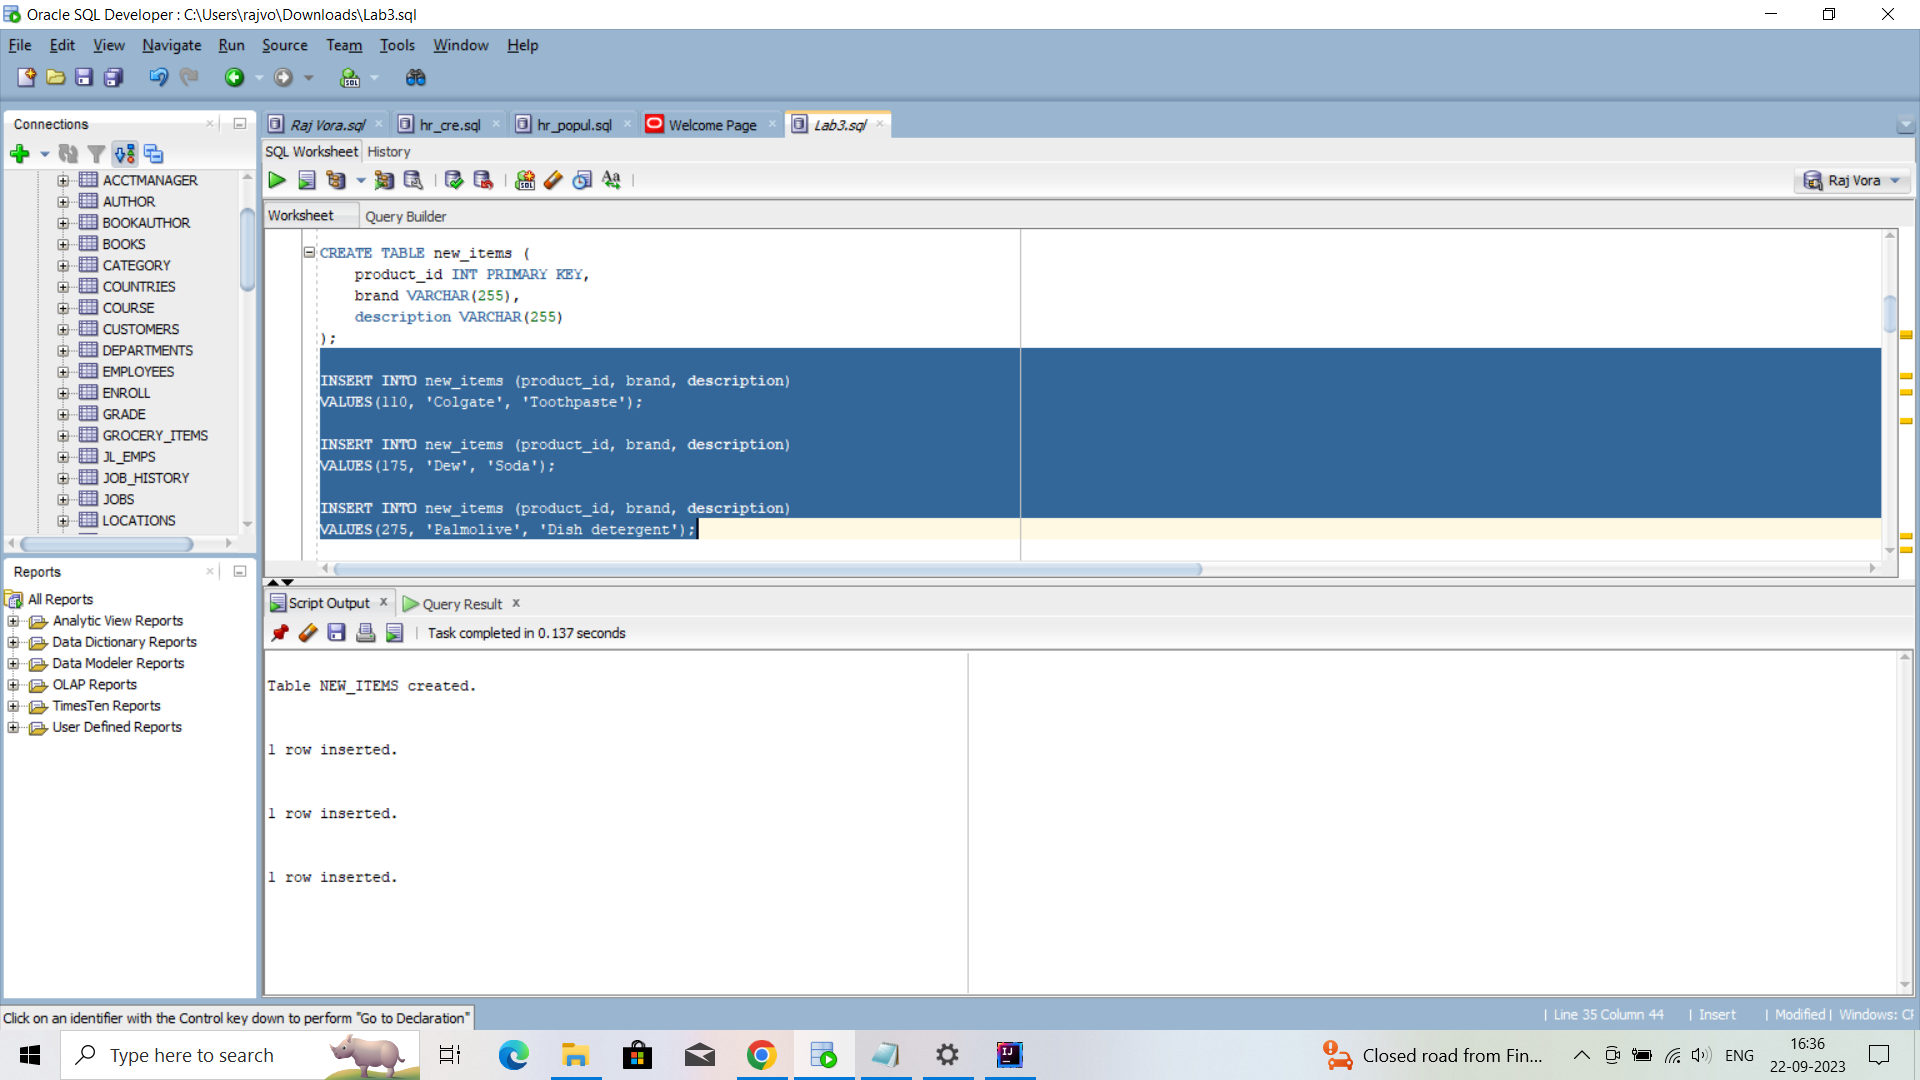 Oracle SQL Developer : C:\Users\rajvo\Downloads\Lab3.sql
File Edit View Navigate Run Source Team Tools Window Help
Connections
Raj Vora.sql
hr_cre.sql
hr_popul.sql
Welcome Page
Lab3.sql
SQL Worksheet History
Raj Vora
Worksheet Query Builder
ACCTMANAGER
AUTHOR
BOOKAUTHOR
BOOKS
CATEGORY
COUNTRIES
COURSE
CUSTOMERS
DEPARTMENTS
EMPLOYEES
ENROLL
GRADE
GROCERY_ITEMS
JL_EMPS
JOB_HISTORY
JOBS
LOCATIONS
CREATE TABLE new_items (
product_id INT PRIMARY KEY,
brand VARCHAR(255),
description VARCHAR(255)
);
INSERT INTO new_items (product_id, brand, description)
VALUES(110, 'Colgate', 'Toothpaste');
INSERT INTO new_items (product_id, brand, description)
VALUES(175, 'Dew', 'Soda');
INSERT INTO new_items (product_id, brand, description)
VALUES(275, 'Palmolive', 'Dish detergent');
Reports
All Reports
Analytic View Reports
Data Dictionary Reports
Data Modeler Reports
OLAP Reports
TimesTen Reports
User Defined Reports
Script Output Query Result
Task completed in 0.137 seconds
Table NEW_ITEMS created.
1 row inserted.
1 row inserted.
1 row inserted.
Click on an identifier with the Control key down to perform "Go to Declaration"
Line 35 Column 44 | Insert | Modified | Windows: CF
Type here to search
Closed road from Fin...
ENG
16:36
22-09-2023